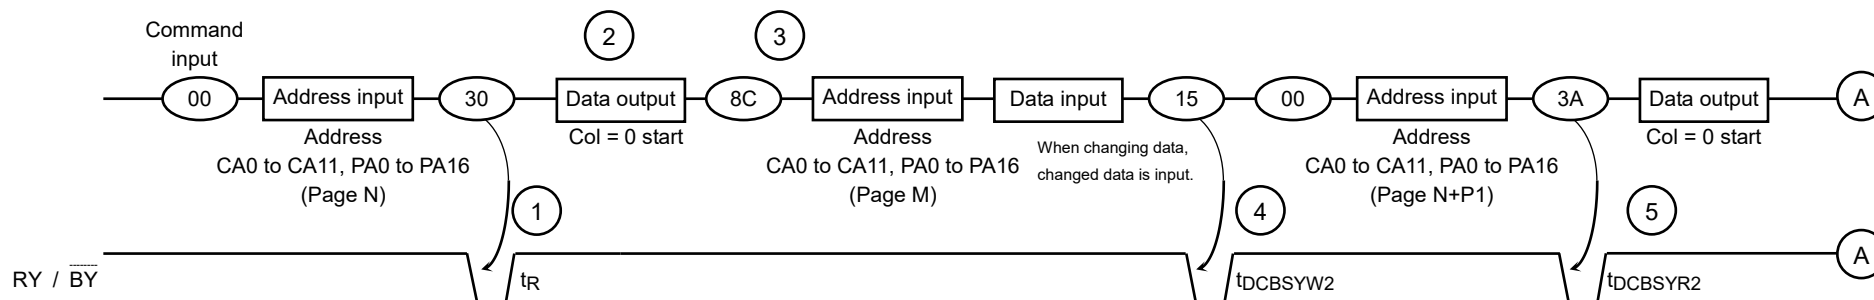 Command
input
2
3
00
Address input
30
Data output
8C
Address input
Data input
15
00
Address input
3A
Data output
A
Address
CA0 to CA11, PA0 to PA16
(Page N)
Col = 0 start
Address
CA0 to CA11, PA0 to PA16
(Page M)
When changing data,
changed data is input.
Address
CA0 to CA11, PA0 to PA16
(Page N+P1)
Col = 0 start
1
4
5
RY / BY
tR
tDCBSYW2
tDCBSYR2
A